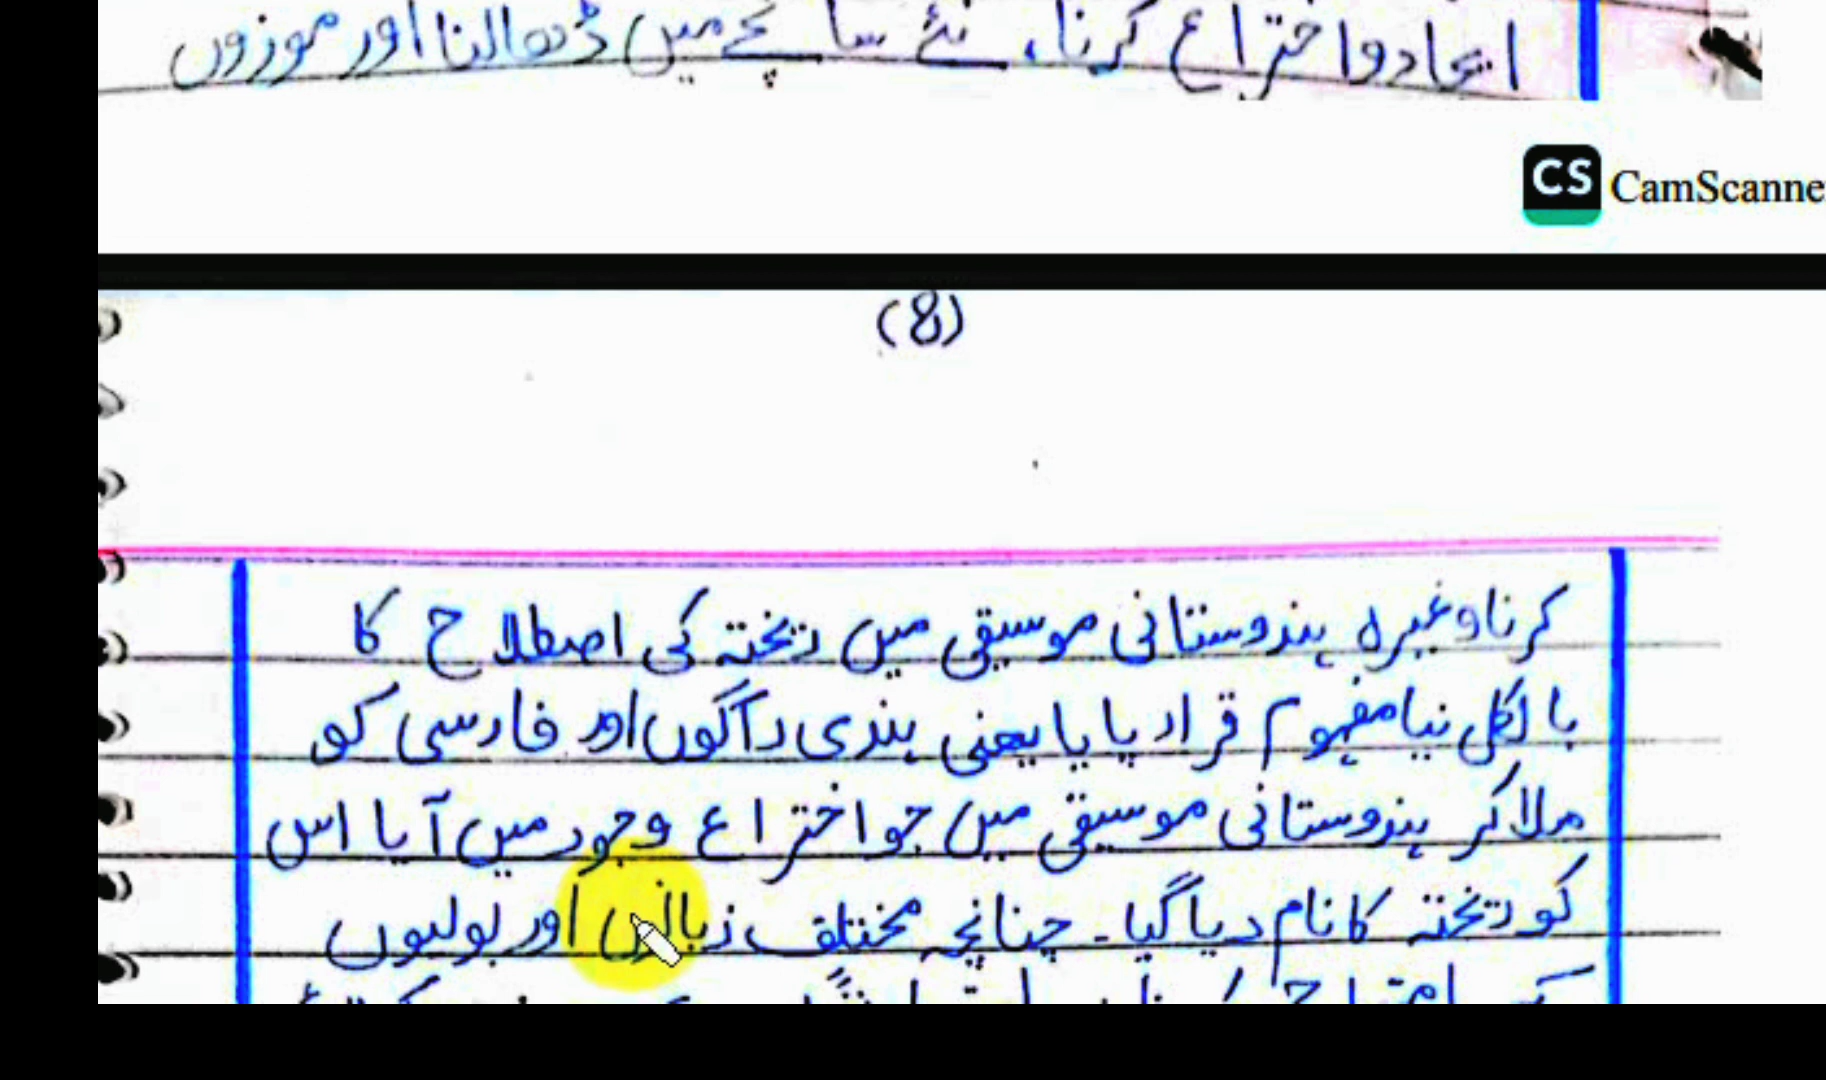 ایجاد و اختراع کرنا، نئے سانچے میں ڈھالنا اور موزوں
CS CamScanne
(8)
کرنا وغیرہ ہندوستانی موسیقی میں ریختہ کی اصطلاح کا
بالکل نیا مفہوم قرار پایا یعنی ہندی راگوں اور فارسی کو
ملا کر ہندوستانی موسیقی میں جو اختراع وجود میں آیا اس
کو ریختہ کا نام دیا گیا۔ چنانچہ مختلف زبانوں اور بولیوں